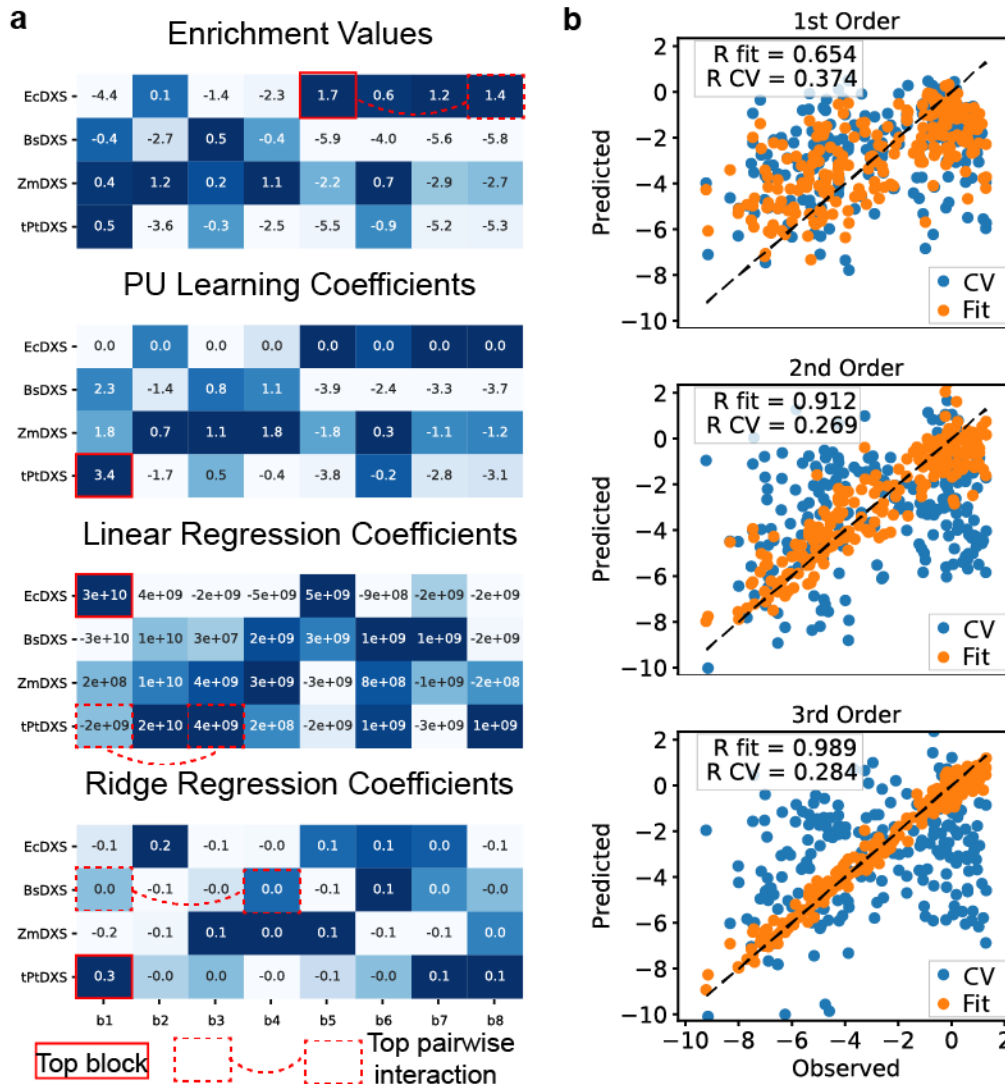 a
Enrichment Values
EcDXS -4.4 0.1 -1.4 -2.3 1.7 0.6 1.2 1.4
BsDXS -0.4 -2.7 0.5 -0.4 -5.9 -4.0 -5.6 -5.8
ZmDXS 0.4 1.2 0.2 1.1 -2.2 0.7 -2.9 -2.7
tPtDXS 0.5 -3.6 -0.3 -2.5 -5.5 -0.9 -5.2 -5.3
PU Learning Coefficients
EcDXS 0.0 0.0 0.0 0.0 0.0 0.0 0.0 0.0
BsDXS 2.3 -1.4 0.8 1.1 -3.9 -2.4 -3.3 -3.7
ZmDXS 1.8 0.7 1.1 1.8 -1.8 0.3 -1.1 -1.2
tPtDXS 3.4 -1.7 0.5 -0.4 -3.8 -0.2 -2.8 -3.1
Linear Regression Coefficients
EcDXS 3e+10 4e+09 -2e+09 -5e+09 5e+09 -9e+08 -2e+09 -2e+09
BsDXS -3e+10 1e+10 3e+07 2e+09 3e+09 1e+09 1e+09 -2e+09
ZmDXS 2e+08 1e+10 4e+09 3e+09 -3e+09 8e+08 -1e+09 -2e+08
tPtDXS -2e+09 2e+10 4e+09 2e+08 -2e+09 1e+09 -3e+09 1e+09
Ridge Regression Coefficients
EcDXS -0.1 0.2 -0.1 -0.0 0.1 0.1 0.0 -0.1
BsDXS 0.0 -0.1 -0.0 0.0 -0.1 0.1 0.0 -0.0
ZmDXS -0.2 -0.1 0.1 0.0 0.1 -0.1 -0.1 0.0
tPtDXS 0.3 -0.0 0.0 -0.0 -0.1 -0.0 0.1 0.1
b1 b2 b3 b4 b5 b6 b7 b8
Top block
Top pairwise
interaction
b
1st Order
R fit = 0.654
R CV = 0.374
2
0
−2
−4
−6
−8
−10
Predicted
CV
Fit
2nd Order
R fit = 0.912
R CV = 0.269
2
0
−2
−4
−6
−8
−10
Predicted
CV
Fit
3rd Order
R fit = 0.989
R CV = 0.284
2
0
−2
−4
−6
−8
−10
Predicted
CV
Fit
−10 −8 −6 −4 −2 0 2
Observed